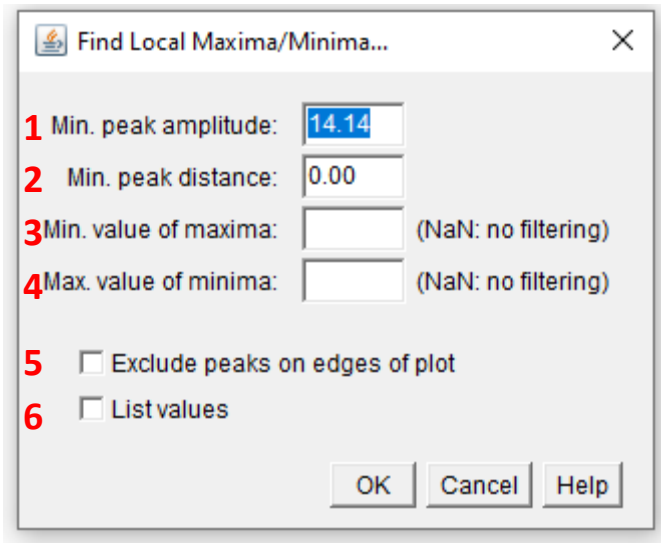 Find Local Maxima/Minima...
1 Min. peak amplitude: 14.14
2 Min. peak distance: 0.00
3 Min. value of maxima: (NaN: no filtering)
4 Max. value of minima: (NaN: no filtering)
5 Exclude peaks on edges of plot
6 List values
OK Cancel Help